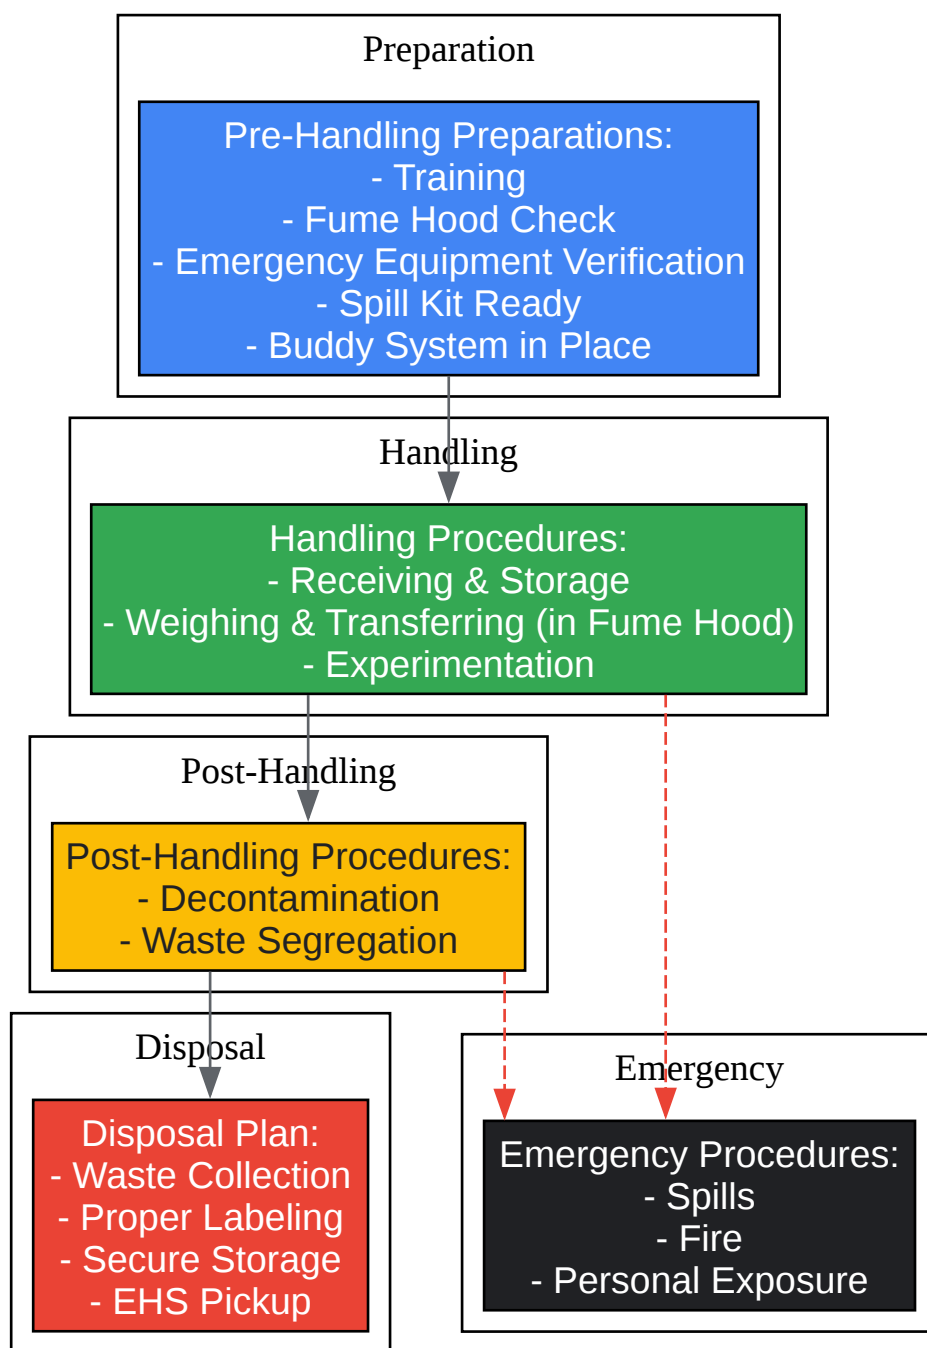 Preparation
Pre-Handling Preparations:
- Training
- Fume Hood Check
- Emergency Equipment Verification
- Spill Kit Ready
- Buddy System in Place
Handling
Handling Procedures:
- Receiving & Storage
- Weighing & Transferring (in Fume Hood)
- Experimentation
Post-Handling
Post-Handling Procedures:
- Decontamination
- Waste Segregation
Disposal
Disposal Plan:
- Waste Collection
- Proper Labeling
- Secure Storage
- EHS Pickup
Emergency
Emergency Procedures:
- Spills
- Fire
- Personal Exposure